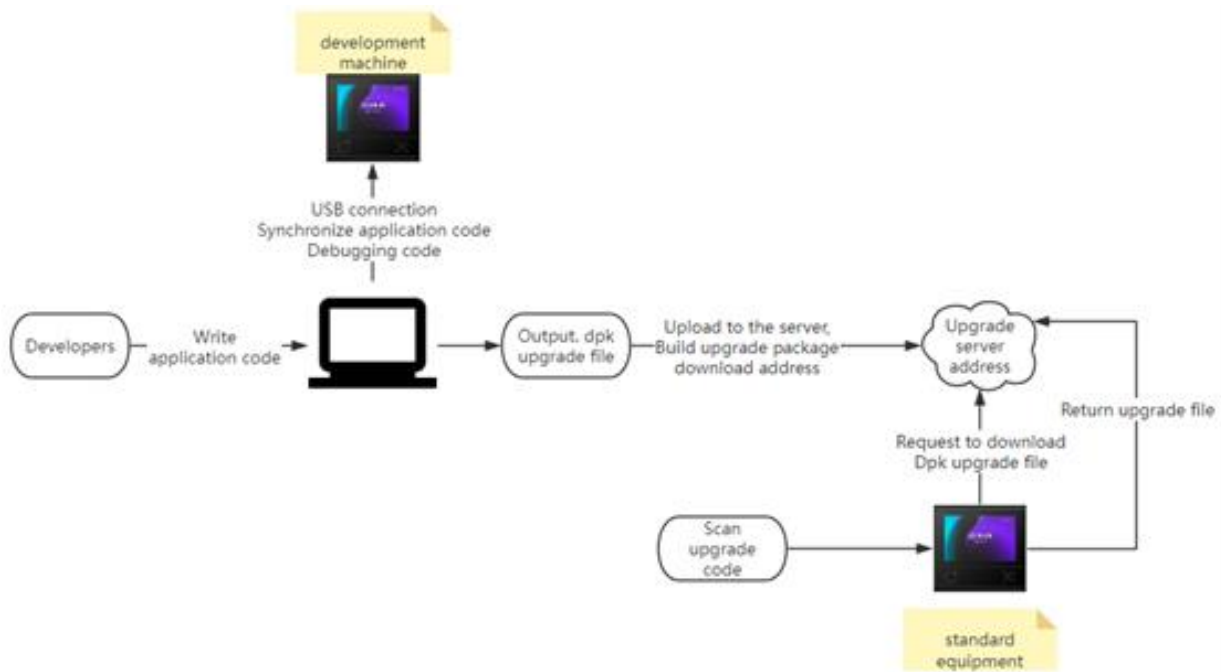 development
machine
USB connection
Synchronize application code
Debugging code
Developers
Write
application code
Output. dpk
upgrade file
Upload to the server,
Build upgrade package
download address
Upgrade
server
address
Return upgrade file
Request to download
Dpk upgrade file
Scan
upgrade
code
standard
equipment